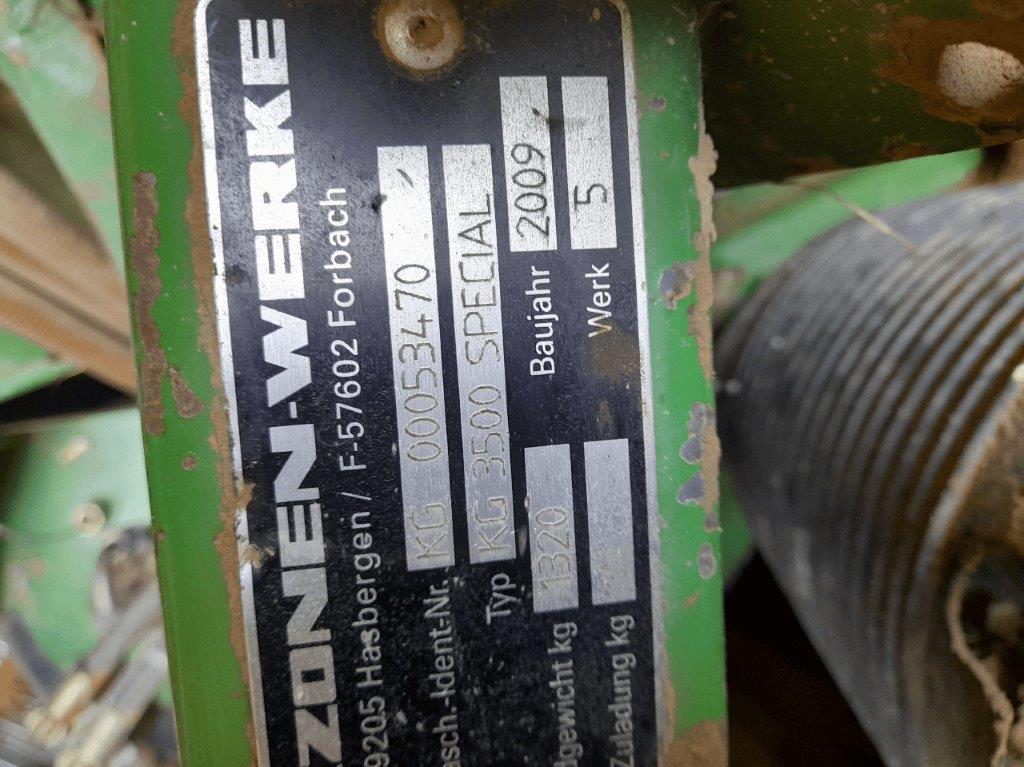 ZONEN-WERKE
9205 Hasbergen / F-57602 Forbach
asch.-Ident-Nr. KG 00053470
Typ KG 3500 SPECIAL
dgewicht kg 1320 Baujahr 2009
Zuladung kg Werk 5